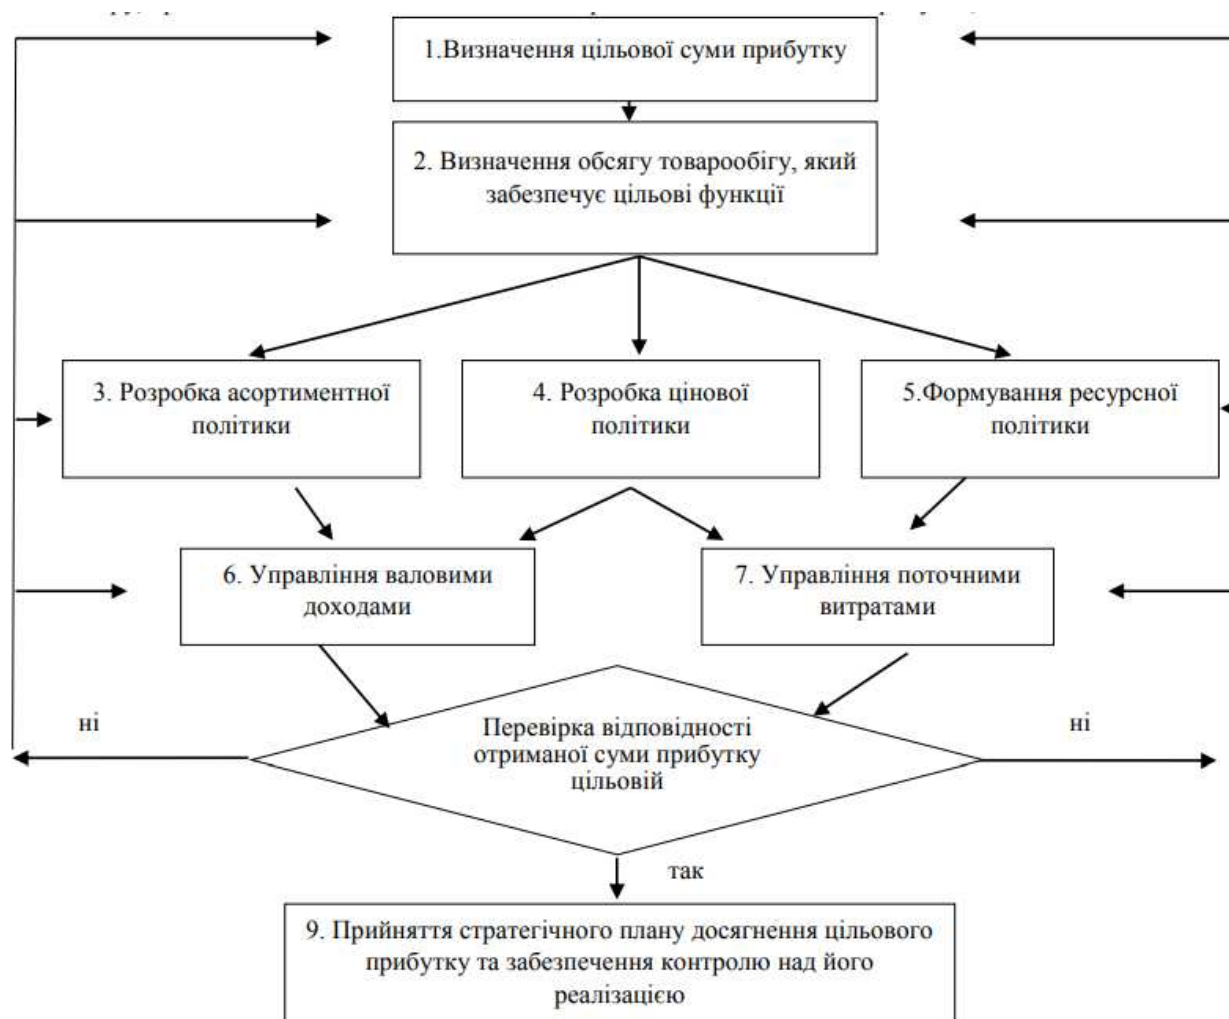 1.Визначення цільової суми прибутку
2. Визначення обсягу товарообігу, який
забезпечує цільові функції
3. Розробка асортиментної
політики
4. Розробка цінової
політики
5.Формування ресурсної
політики
6. Управління валовими
доходами
7. Управління поточними
витратами
ні
Перевірка відповідності
отриманої суми прибутку
цільовій
ні
так
9. Прийняття стратегічного плану досягнення цільового
прибутку та забезпечення контролю над його
реалізацією